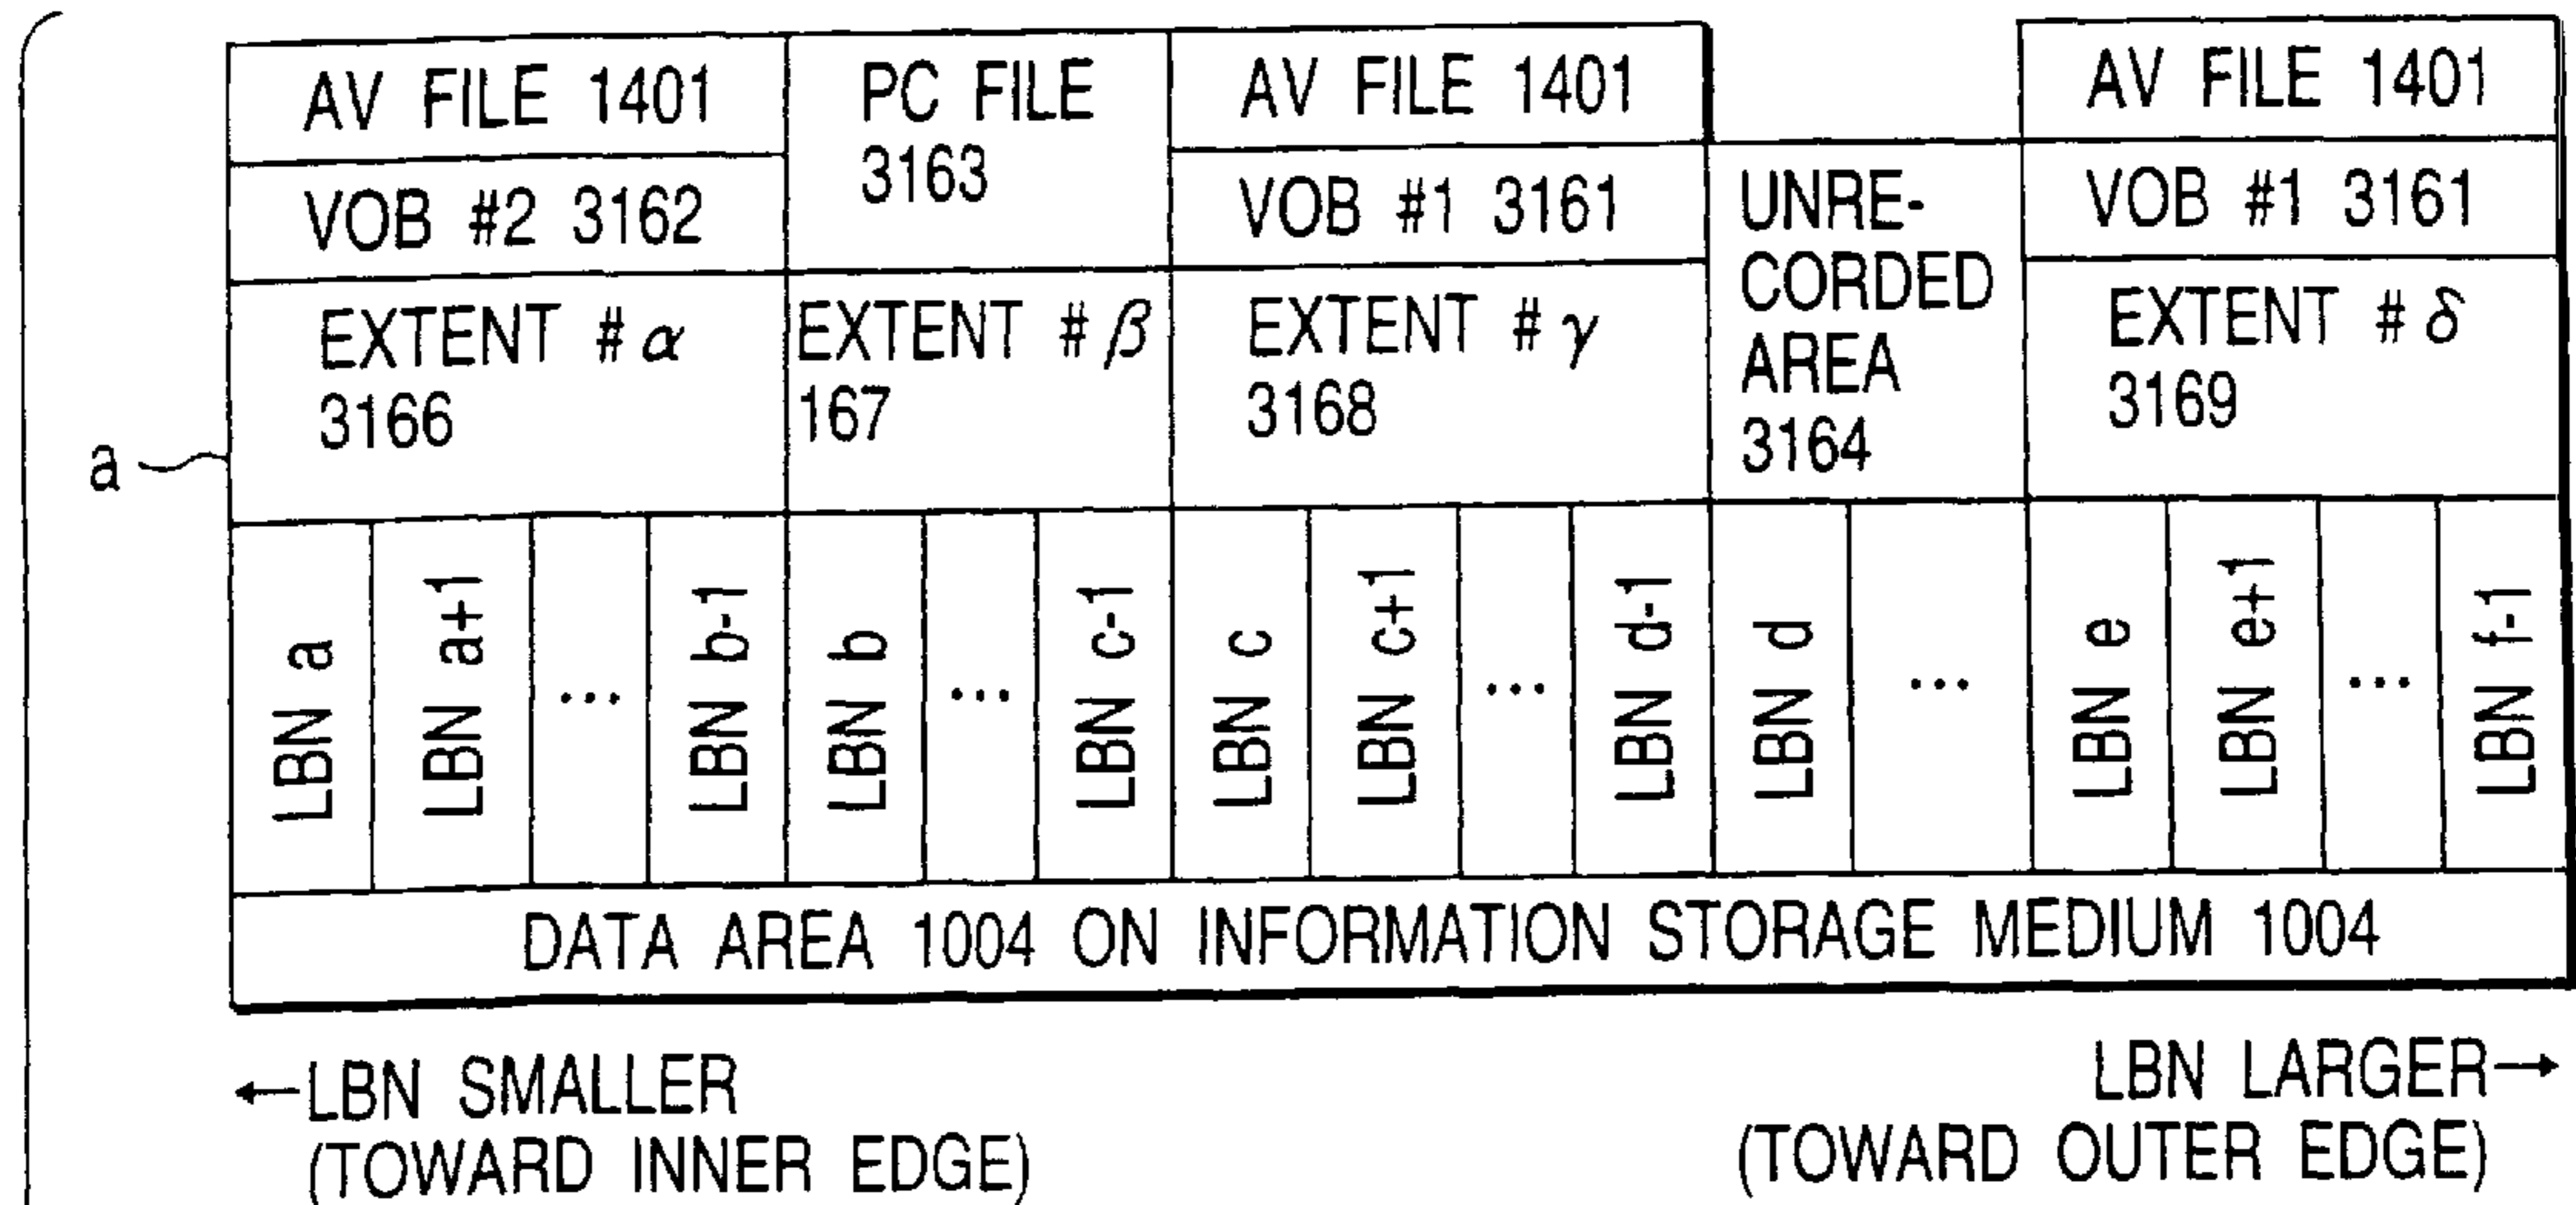 AV FILE 1401
PC FILE
3163
AV FILE 1401
AV FILE 1401
VOB #2 3162
VOB #1 3161
UNRE-
CORDED
AREA
3164
VOB #1 3161
EXTENT # α
3166
EXTENT # β
167
EXTENT # γ
3168
EXTENT # δ
3169
a
LBN a
LBN a+1
...
LBN b-1
LBN b
...
LBN c-1
LBN c
LBN c+1
...
LBN d-1
LBN d
...
LBN e
LBN e+1
...
LBN f-1
DATA AREA 1004 ON INFORMATION STORAGE MEDIUM 1004
←LBN SMALLER
(TOWARD INNER EDGE)
LBN LARGER→
(TOWARD OUTER EDGE)